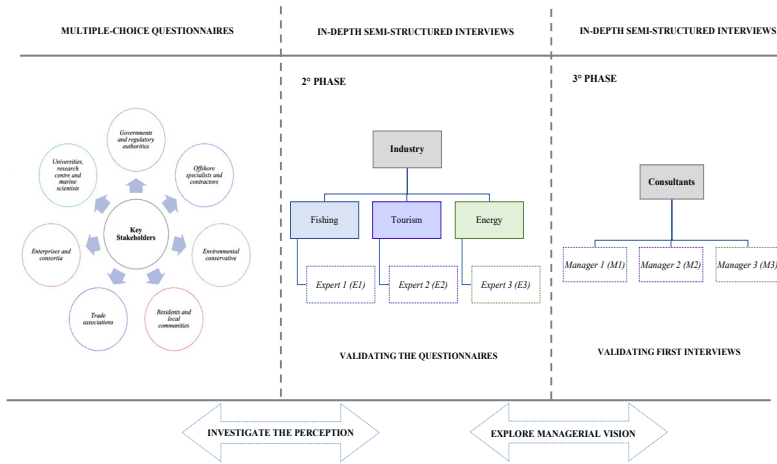 MULTIPLE-CHOICE QUESTIONNAIRES
IN-DEPTH SEMI-STRUCTURED INTERVIEWS
IN-DEPTH SEMI-STRUCTURED INTERVIEWS
2° PHASE
3° PHASE
Governments
and regulatory
authorities
Universities,
research
centre and
marine
scientists
Offshore
specialists and
contractors
Key
Stakeholders
Enterprises and
consortia
Environmental
conservative
Trade
associations
Residents and
local
communities
Industry
Fishing
Tourism
Energy
Expert 1 (E1)
Expert 2 (E2)
Expert 3 (E3)
Consultants
Manager 1 (M1)
Manager 2 (M2)
Manager 3 (M3)
VALIDATING THE QUESTIONNAIRES
VALIDATING FIRST INTERVIEWS
INVESTIGATE THE PERCEPTION
EXPLORE MANAGERIAL VISION